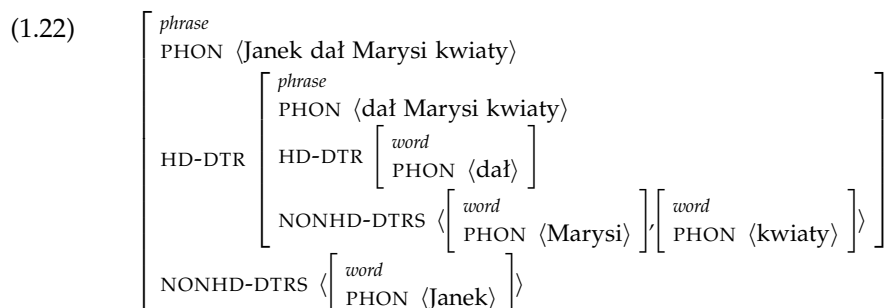 (1.22)
phrase
PHON ⟨Janek dał Marysi kwiaty⟩
phrase
PHON ⟨dał Marysi kwiaty⟩
HD-DTR HD-DTR word
PHON ⟨dał⟩
NONHD-DTRS ⟨ word , word ⟩
PHON ⟨Marysi⟩ PHON ⟨kwiaty⟩
NONHD-DTRS ⟨ word ⟩
PHON ⟨Janek⟩